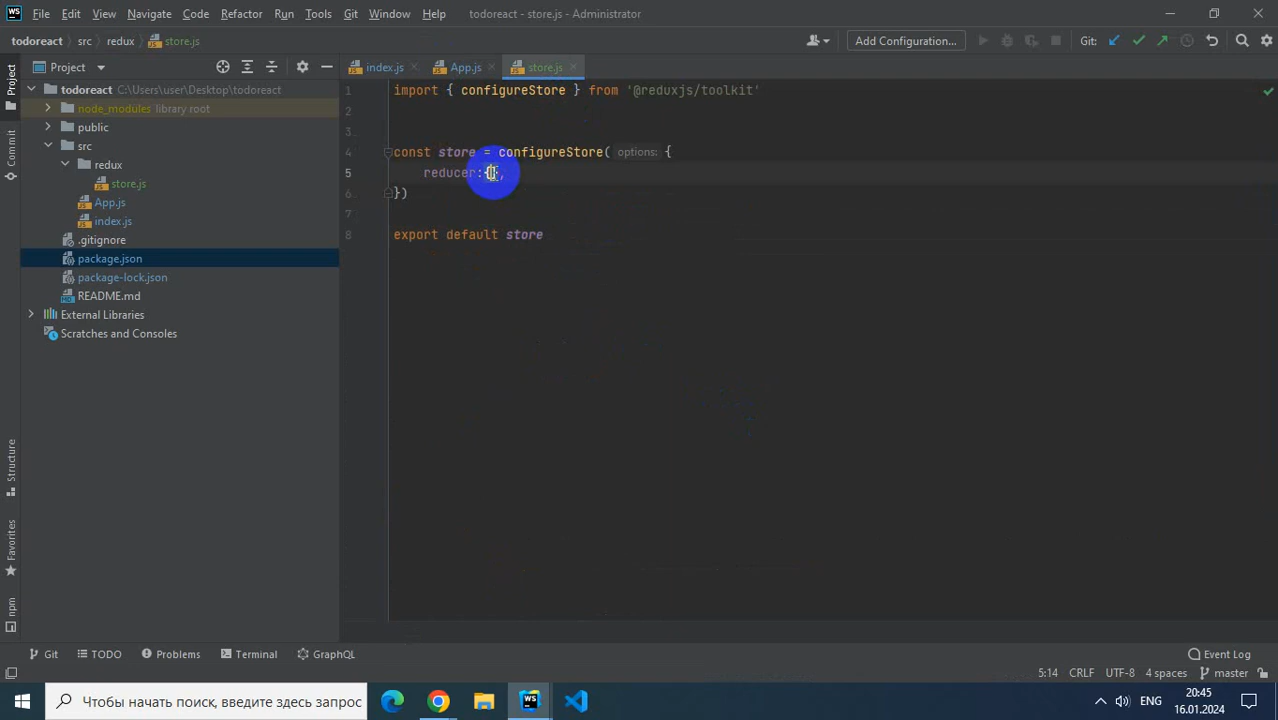 WS File Edit View Navigate Code Refactor Run Tools Git Window Help todoreact - store.js - Administrator
todoreact src redux store.js Add Configuration... Git:
Project
index.js App.js store.js
todoreact C:\Users\user\Desktop\todoreact
node_modules library root
public
src
redux
store.js
App.js
index.js
.gitignore
package.json
package-lock.json
README.md
External Libraries
Scratches and Consoles
1 import { configureStore } from '@reduxjs/toolkit'
2
3
4 const store = configureStore( options: {
5 reducer:{},
6 })
7
8 export default store
Project
Commit
Structure
Favorites
npm
Git TODO Problems Terminal GraphQL Event Log
5:14 CRLF UTF-8 4 spaces master
Чтобы начать поиск, введите здесь запрос
WS
ENG
20:45
16.01.2024